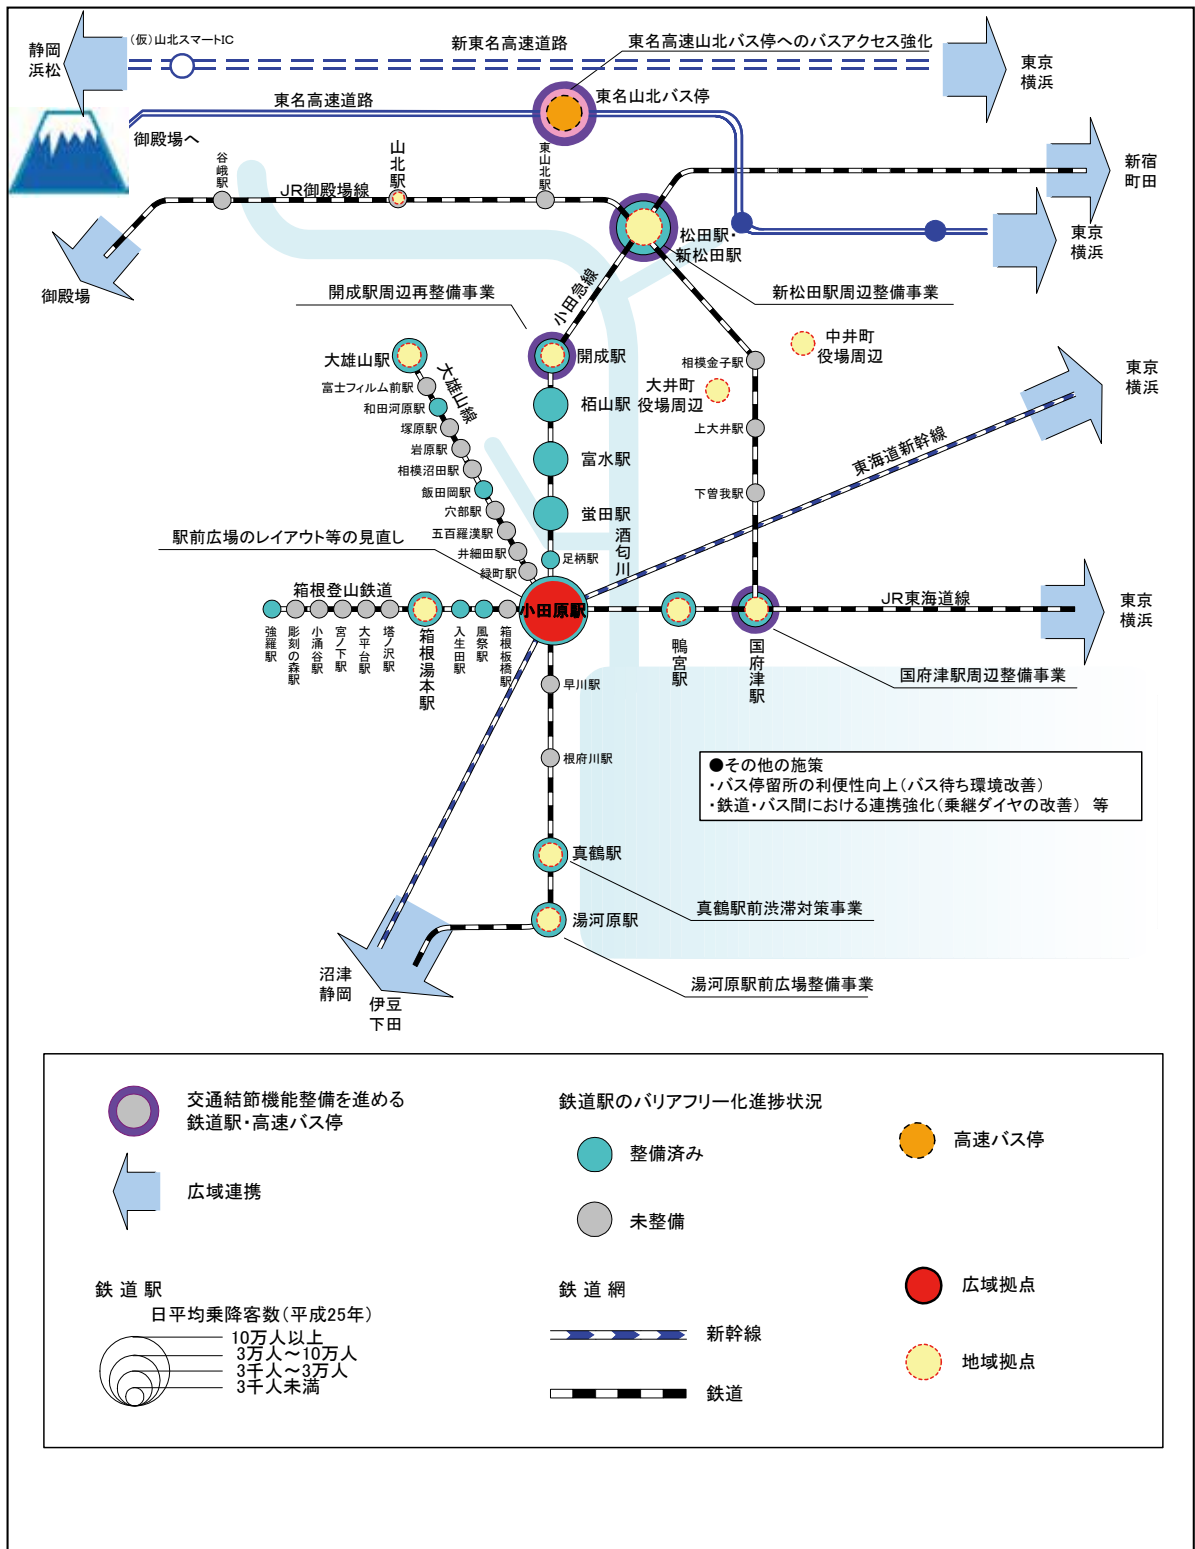 静岡
浜松
(仮)山北スマートIC
新東名高速道路
東名高速山北バス停へのバスアクセス強化
東京
横浜
東名高速道路
東名山北バス停
御殿場へ
谷峨駅
山北駅
東山北駅
JR御殿場線
新宿
町田
松田駅・
新松田駅
東京
横浜
御殿場
開成駅周辺再整備事業
小田急線
新松田駅周辺整備事業
中井町
役場周辺
大雄山駅
大雄山線
開成駅
相模金子駅
東京
横浜
富士フィルム前駅
和田河原駅
栢山駅
大井町
役場周辺
塚原駅
上大井駅
岩原駅
富水駅
東海道新幹線
相模沼田駅
飯田岡駅
下曽我駅
穴部駅
蛍田駅
五百羅漢駅
駅前広場のレイアウト等の見直し
酒匂川
井細田駅
足柄駅
緑町駅
箱根登山鉄道
小田原駅
JR東海道線
東京
横浜
強羅駅
彫刻の森駅
小涌谷駅
宮ノ下駅
大平台駅
塔ノ沢駅
箱根湯本駅
入生田駅
風祭駅
箱根板橋駅
鴨宮駅
国府津駅
国府津駅周辺整備事業
早川駅
根府川駅
●その他の施策
・バス停留所の利便性向上(バス待ち環境改善)
・鉄道・バス間における連携強化(乗継ダイヤの改善) 等
真鶴駅
真鶴駅前渋滞対策事業
湯河原駅
湯河原駅前広場整備事業
沼津
静岡
伊豆
下田
交通結節機能整備を進める
鉄道駅・高速バス停
鉄道駅のバリアフリー化進捗状況
整備済み
高速バス停
広域連携
未整備
鉄 道 駅
日平均乗降客数(平成25年)
10万人以上
3万人～10万人
3千人～3万人
3千人未満
鉄 道 網
新幹線
鉄道
広域拠点
地域拠点